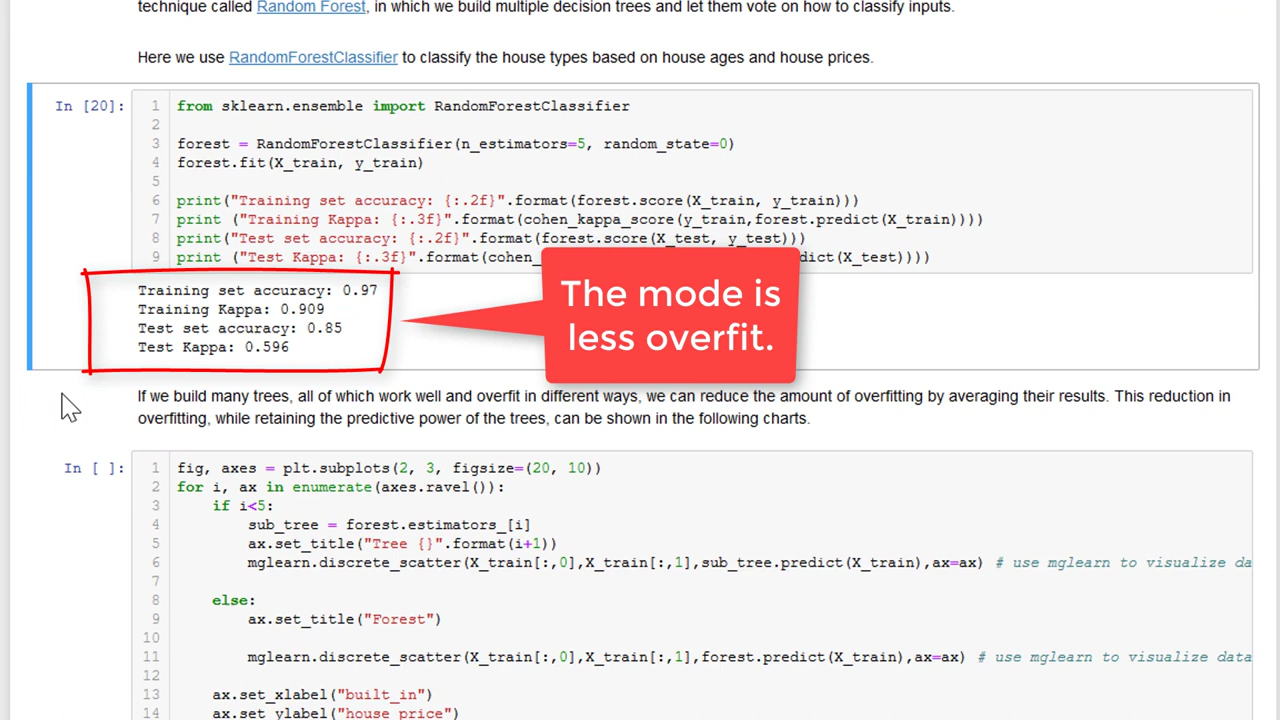 technique called Random Forest, in which we build multiple decision trees and let them vote on how to classify inputs.
Here we use RandomForestClassifier to classify the house types based on house ages and house prices.
In [20]:
1 from sklearn.ensemble import RandomForestClassifier
2
3 forest = RandomForestClassifier(n_estimators=5, random_state=0)
4 forest.fit(X_train, y_train)
5
6 print("Training set accuracy: {:.2f}".format(forest.score(X_train, y_train)))
7 print ("Training Kappa: {:.3f}".format(cohen_kappa_score(y_train,forest.predict(X_train))))
8 print("Test set accuracy: {:.2f}".format(forest.score(X_test, y_test)))
9 print ("Test Kappa: {:.3f}".format(cohen_ dict(X_test))))
The mode is
less overfit.
Training set accuracy: 0.97
Training Kappa: 0.909
Test set accuracy: 0.85
Test Kappa: 0.596
If we build many trees, all of which work well and overfit in different ways, we can reduce the amount of overfitting by averaging their results. This reduction in
overfitting, while retaining the predictive power of the trees, can be shown in the following charts.
In [ ]:
1 fig, axes = plt.subplots(2, 3, figsize=(20, 10))
2 for i, ax in enumerate(axes.ravel()):
3 if i<5:
4 sub_tree = forest.estimators_[i]
5 ax.set_title("Tree {}".format(i+1))
6 mglearn.discrete_scatter(X_train[:,0],X_train[:,1],sub_tree.predict(X_train),ax=ax) # use mglearn to visualize da
7
8 else:
9 ax.set_title("Forest")
10
11 mglearn.discrete_scatter(X_train[:,0],X_train[:,1],forest.predict(X_train),ax=ax) # use mglearn to visualize data
12
13 ax.set_xlabel("built_in")
14 ax.set_ylabel("house_price")